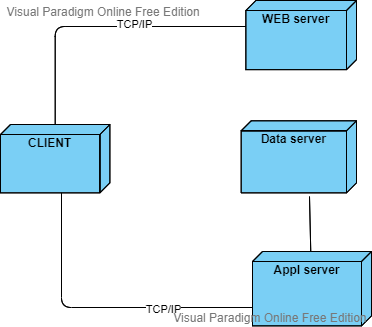 Visual Paradigm Online Free Edition
WEB server
TCP/IP
CLIENT
Data server
Appl server
TCP/IP
Visual Paradigm Online Free Edition